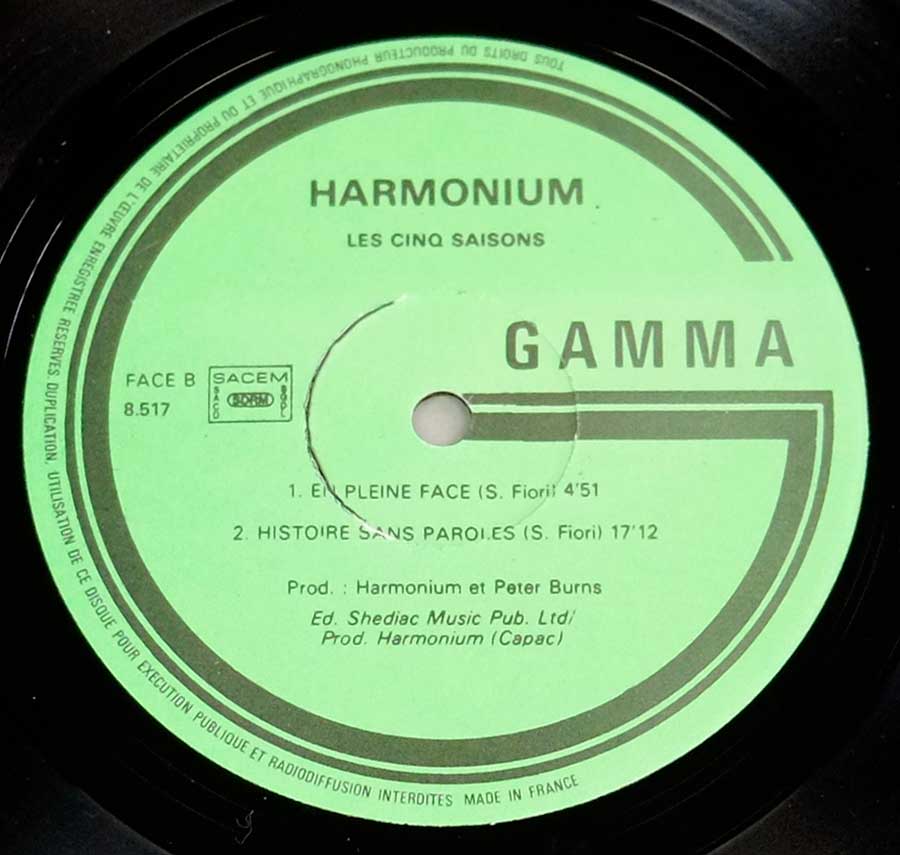 HARMONIUM
LES CINQ SAISONS
GAMMA
FACE B
8.517
SACEM
SACD
SDRM
SGDL
1. EN PLEINE FACE (S. Fiori) 4'51
2. HISTOIRE SANS PAROLES (S. Fiori) 17'12
Prod. : Harmonium et Peter Burns
Ed. Shediac Music Pub. Ltd/
Prod. Harmonium (Capac)
TOUS DROITS DU PRODUCTEUR PHONOGRAPHIQUE ET DU PROPRIETAIRE DE L'ŒUVRE ENREGISTREE RESERVES DUPLICATION, UTILISATION DE CE DISQUE POUR EXECUTION PUBLIQUE ET RADIODIFFUSION INTERDITES MADE IN FRANCE